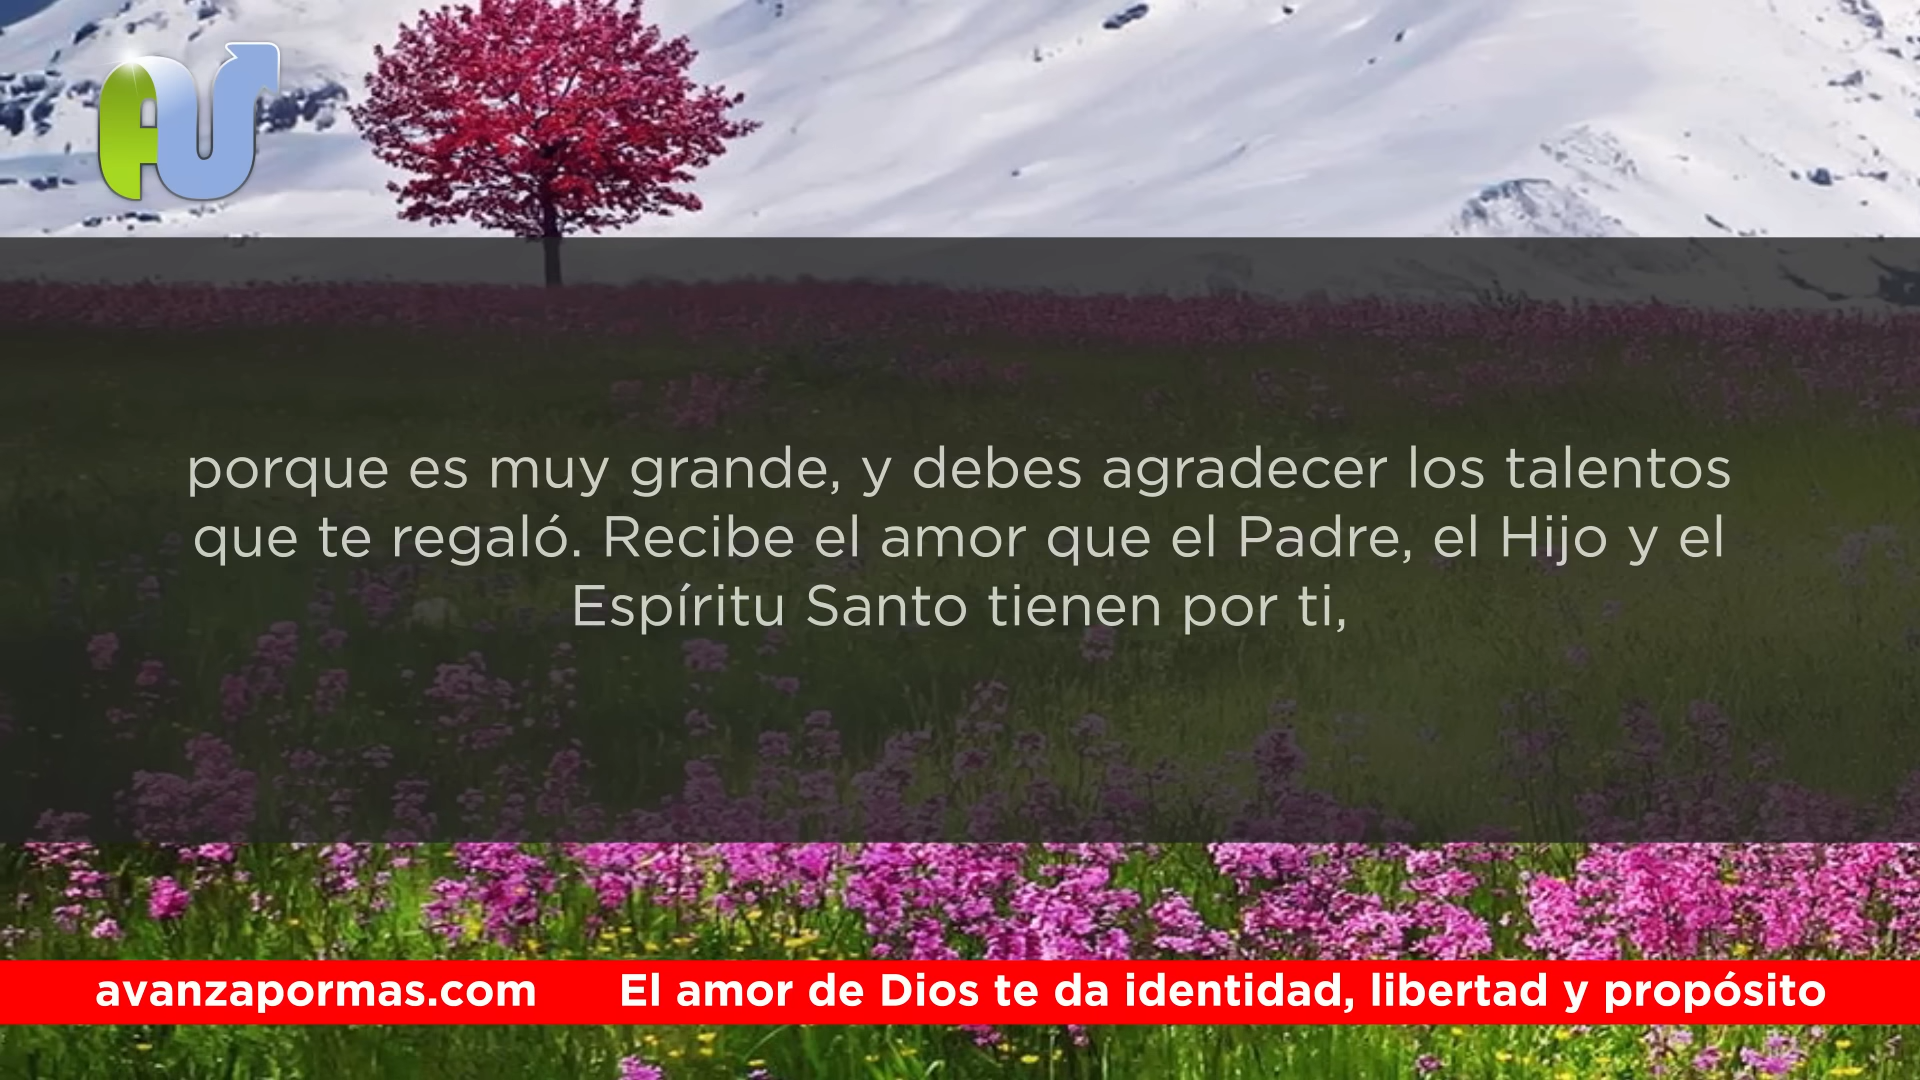 porque es muy grande, y debes agradecer los talentos
que te regaló. Recibe el amor que el Padre, el Hijo y el
Espíritu Santo tienen por ti,
avanzapormas.com El amor de Dios te da identidad, libertad y propósito